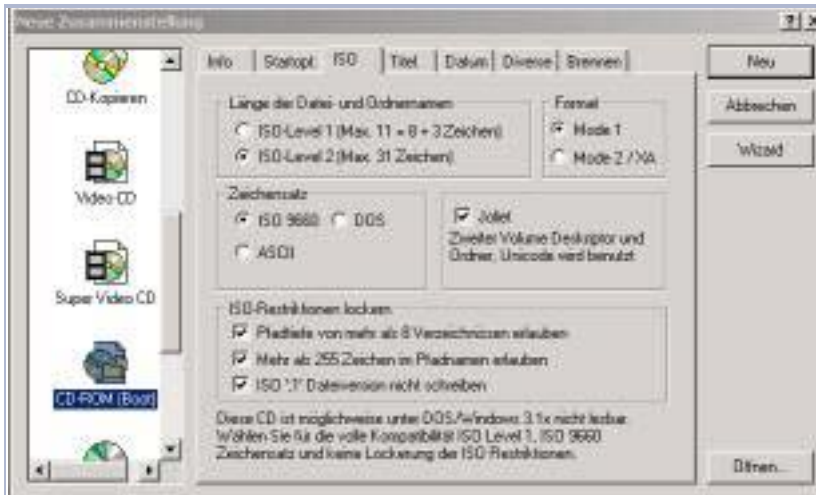 Neue Zusammenstellung
CD-Kopieren
Video-CD
Super Video CD
CD-ROM (Boot)
Info Startopt. ISO Titel Datum Diverse Brennen
Länge der Datei- und Ordnernamen
ISO-Level 1 (Max. 11 = 8 + 3 Zeichen)
ISO-Level 2 (Max. 31 Zeichen)
Format
Mode 1
Mode 2 / XA
Zeichensatz
ISO 9660 DOS
ASCII
Joliet
Zweiter Volume Deskriptor und
Ordner, Unicode wird benutzt
ISO-Restriktionen lockern
Pfadtiefe von mehr als 8 Verzeichnissen erlauben
Mehr als 255 Zeichen im Pfadnamen erlauben
ISO ";1" Dateiversion nicht schreiben
Diese CD ist möglichweise unter DOS/Windows 3.1x nicht lesbar.
Wählen Sie für die volle Kompatibilität ISO Level 1, ISO 9660
Zeichensatz und keine Lockerung der ISO Restriktionen.
Neu
Abbrechen
Wizard
Öffnen...